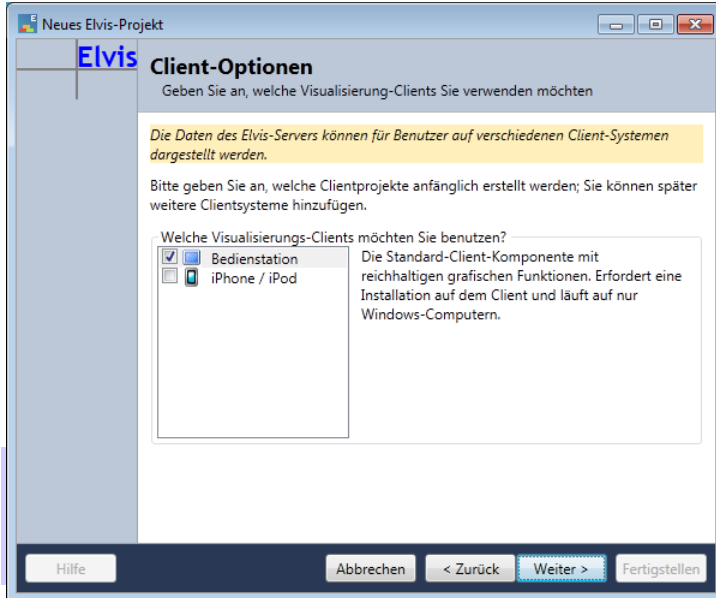 Neues Elvis-Projekt
Elvis
Client-Optionen
Geben Sie an, welche Visualisierung-Clients Sie verwenden möchten
Die Daten des Elvis-Servers können für Benutzer auf verschiedenen Client-Systemen
dargestellt werden.
Bitte geben Sie an, welche Clientprojekte anfänglich erstellt werden; Sie können später
weitere Clientsysteme hinzufügen.
Welche Visualisierungs-Clients möchten Sie benutzen?
Bedienstation
iPhone / iPod
Die Standard-Client-Komponente mit
reichhaltigen grafischen Funktionen. Erfordert eine
Installation auf dem Client und läuft auf nur
Windows-Computern.
Hilfe
Abbrechen
< Zurück
Weiter >
Fertigstellen